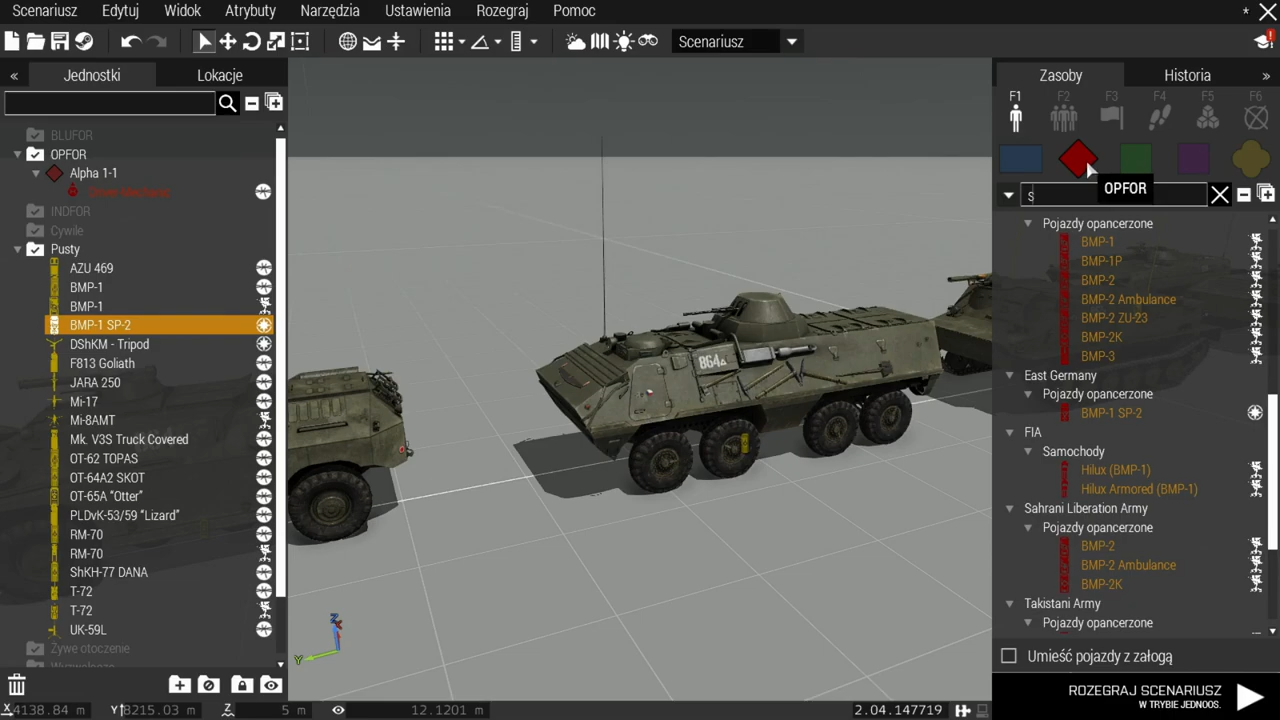 Scenariusz Edytuj Widok Atrybuty Narzędzia Ustawienia Rozegraj Pomoc
Scenariusz
Jednostki Lokacje
BLUFOR
OPFOR
Alpha 1-1
INDFOR
Cywile
Pusty
AZU 469
BMP-1
BMP-1
BMP-1 SP-2
DShKM - Tripod
F813 Goliath
JARA 250
Mi-17
Mi-8AMT
Mk. V3S Truck Covered
OT-62 TOPAS
OT-64A2 SKOT
OT-65A "Otter"
PLDvK-53/59 "Lizard"
RM-70
RM-70
ShKH-77 DANA
T-72
T-72
UK-59L
Żywe otoczenie
864
Zasoby Historia
F1 F2 F3 F4 F5 F6
OPFOR
s
Pojazdy opancerzone
BMP-1
BMP-1P
BMP-2
BMP-2 Ambulance
BMP-2 ZU-23
BMP-2K
BMP-3
East Germany
Pojazdy opancerzone
BMP-1 SP-2
FIA
Samochody
Hilux (BMP-1)
Hilux Armored (BMP-1)
Sahrani Liberation Army
Pojazdy opancerzone
BMP-2
BMP-2 Ambulance
BMP-2K
Takistani Army
Pojazdy opancerzone
Umieść pojazdy z załogą
ROZEGRAJ SCENARIUSZ
W TRYBIE JEDNOOS.
X 4138.84 m Y 8215.03 m Z 5 m 12.1201 m 2.04.147719
Z
Y